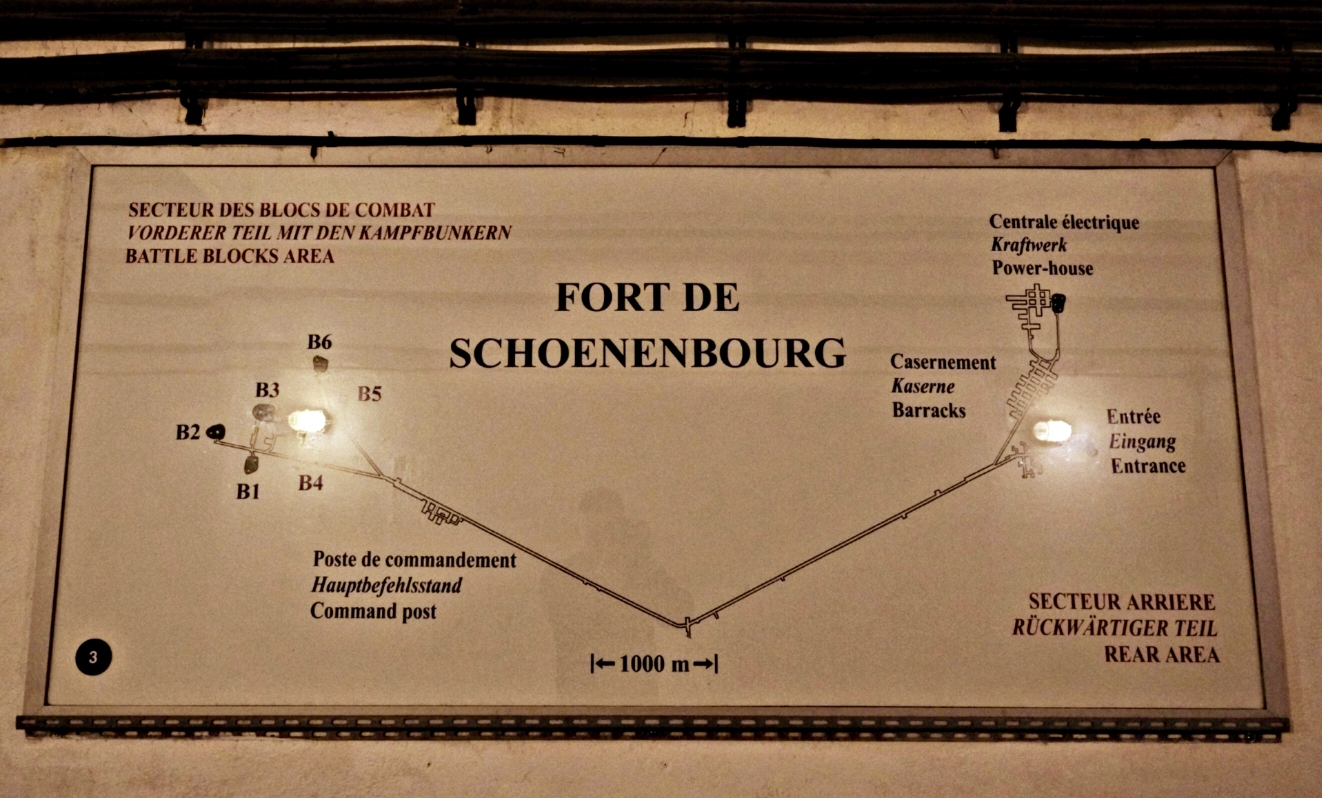 SECTEUR DES BLOCS DE COMBAT
VORDERER TEIL MIT DEN KAMPFBUNKERN
BATTLE BLOCKS AREA
FORT DE
SCHOENENBOURG
Centrale électrique
Kraftwerk
Power-house
B6
B3
B5
B2
B1
B4
Casernement
Kaserne
Barracks
Entrée
Eingang
Entrance
Poste de commandement
Hauptbefehlsstand
Command post
SECTEUR ARRIERE
RÜCKWÄRTIGER TEIL
REAR AREA
1000 m
3